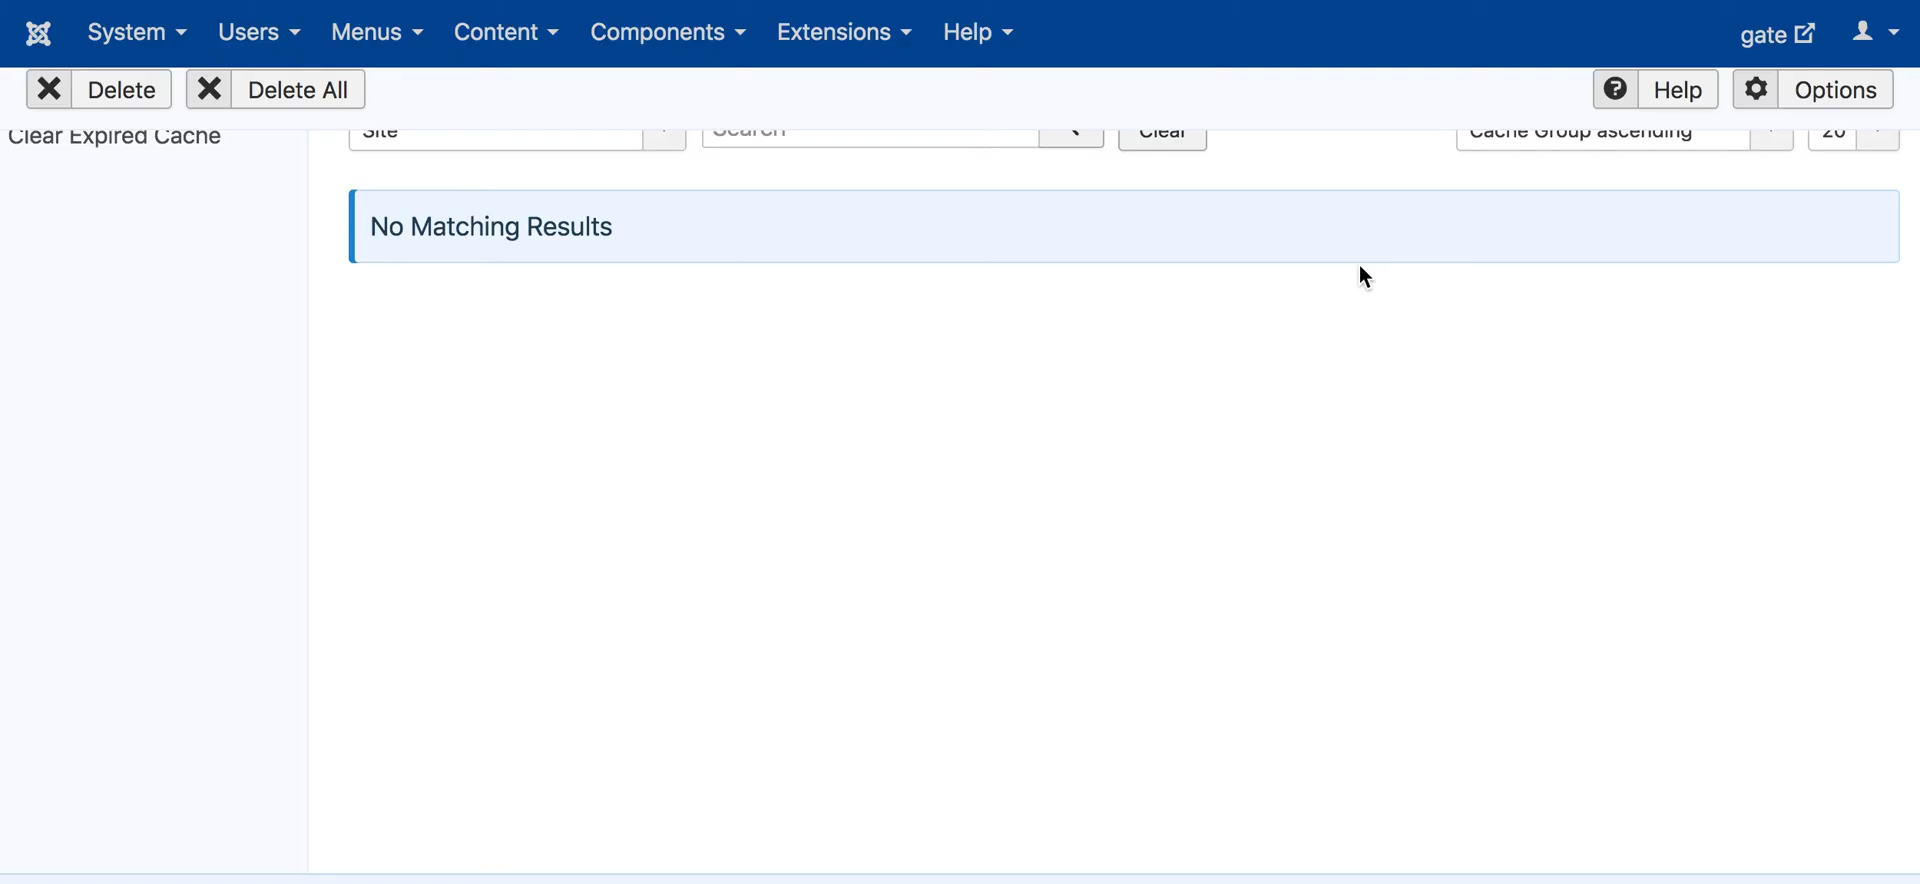 System Users Menus Content Components Extensions Help gate
Delete Delete All Help Options
Clear Expired Cache Site Search Clear Cache Group ascending 20
No Matching Results